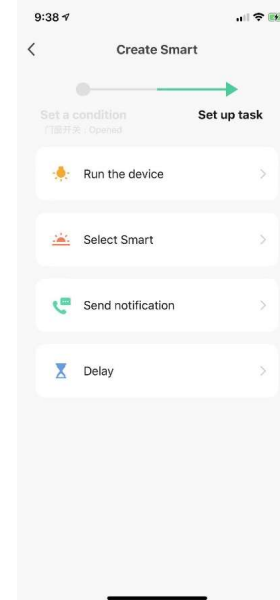 9:38
Create Smart
Set a condition
Set up task
门窗开关 : Opened
Run the device
Select Smart
Send notification
Delay